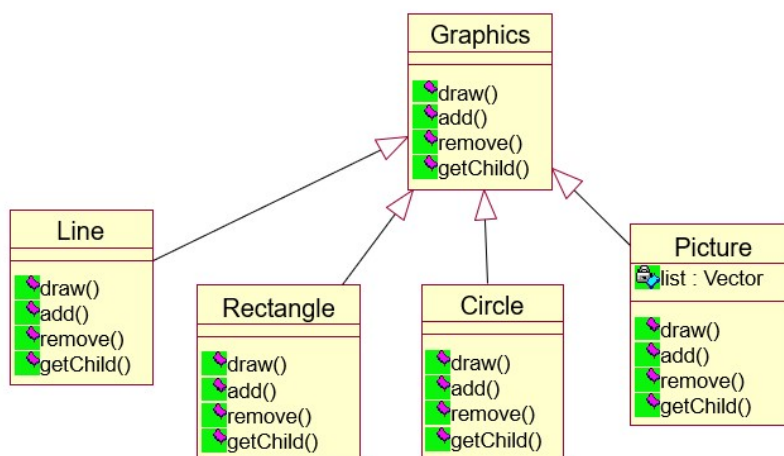 Graphics
draw()
add()
remove()
getChild()
Line
draw()
add()
remove()
getChild()
Rectangle
draw()
add()
remove()
getChild()
Circle
draw()
add()
remove()
getChild()
Picture
list : Vector
draw()
add()
remove()
getChild()